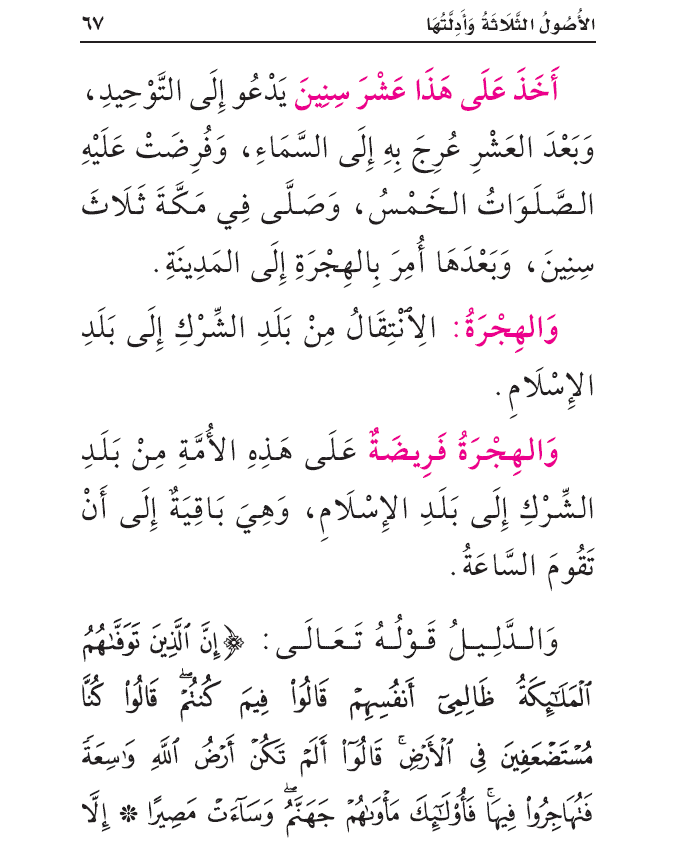 الأُصُولُ الثَّلَاثَةُ وَأَدِلَّتُهَا ٦٧
أَخَذَ عَلَى هَذَا عَشْرَ سِنِينَ يَدْعُو إِلَى التَّوْحِيدِ،
وَبَعْدَ العَشْرِ عُرِجَ بِهِ إِلَى السَّمَاءِ، وَفُرِضَتْ عَلَيْهِ
الصَّلَوَاتُ الخَمْسُ، وَصَلَّى فِي مَكَّةَ ثَلَاثَ
سِنِينَ، وَبَعْدَهَا أُمِرَ بِالهِجْرَةِ إِلَى المَدِينَةِ.
وَالهِجْرَةُ: الِٱنْتِقَالُ مِنْ بَلَدِ الشِّرْكِ إِلَى بَلَدِ
الإِسْلَامِ.
وَالهِجْرَةُ فَرِيضَةٌ عَلَى هَذِهِ الأُمَّةِ مِنْ بَلَدِ
الشِّرْكِ إِلَى بَلَدِ الإِسْلَامِ، وَهِيَ بَاقِيَةٌ إِلَى أَنْ
تَقُومَ السَّاعَةُ.
وَالدَّلِيلُ قَوْلُهُ تَعَالَى: ﴿إِنَّ ٱلَّذِينَ تَوَفَّىٰهُمُ
ٱلْمَلَٰٓئِكَةُ ظَالِمِىٓ أَنفُسِهِمْ قَالُوا۟ فِيمَ كُنتُمْ ۖ قَالُوا۟ كُنَّا
مُسْتَضْعَفِينَ فِى ٱلْأَرْضِ ۚ قَالُوٓا۟ أَلَمْ تَكُنْ أَرْضُ ٱللَّهِ وَٰسِعَةً
فَتُهَاجِرُوا۟ فِيهَا ۚ فَأُو۟لَٰٓئِكَ مَأْوَىٰهُمْ جَهَنَّمُ ۖ وَسَآءَتْ مَصِيرًا * إِلَّا